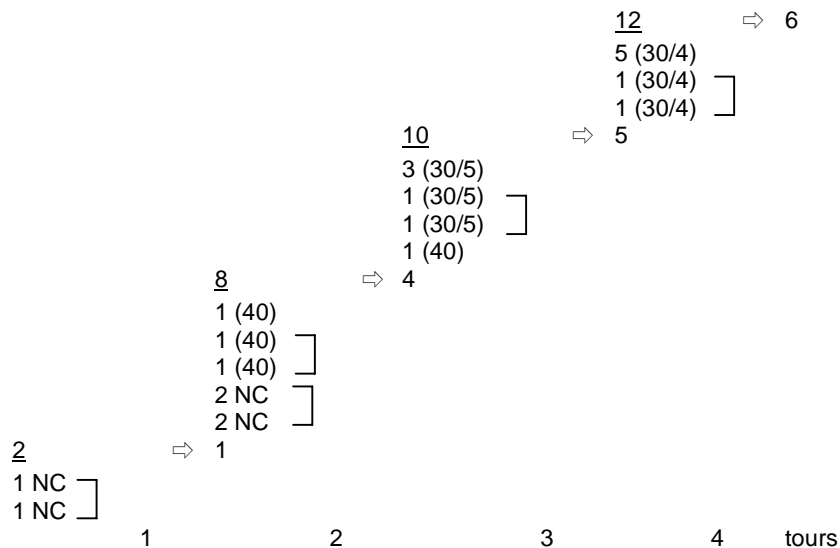 12 ⇨ 6
5 (30/4)
1 (30/4)
1 (30/4)
10 ⇨ 5
3 (30/5)
1 (30/5)
1 (30/5)
1 (40)
8 ⇨ 4
1 (40)
1 (40)
1 (40)
2 NC
2 NC
2 ⇨ 1
1 NC
1 NC
1 2 3 4 tours